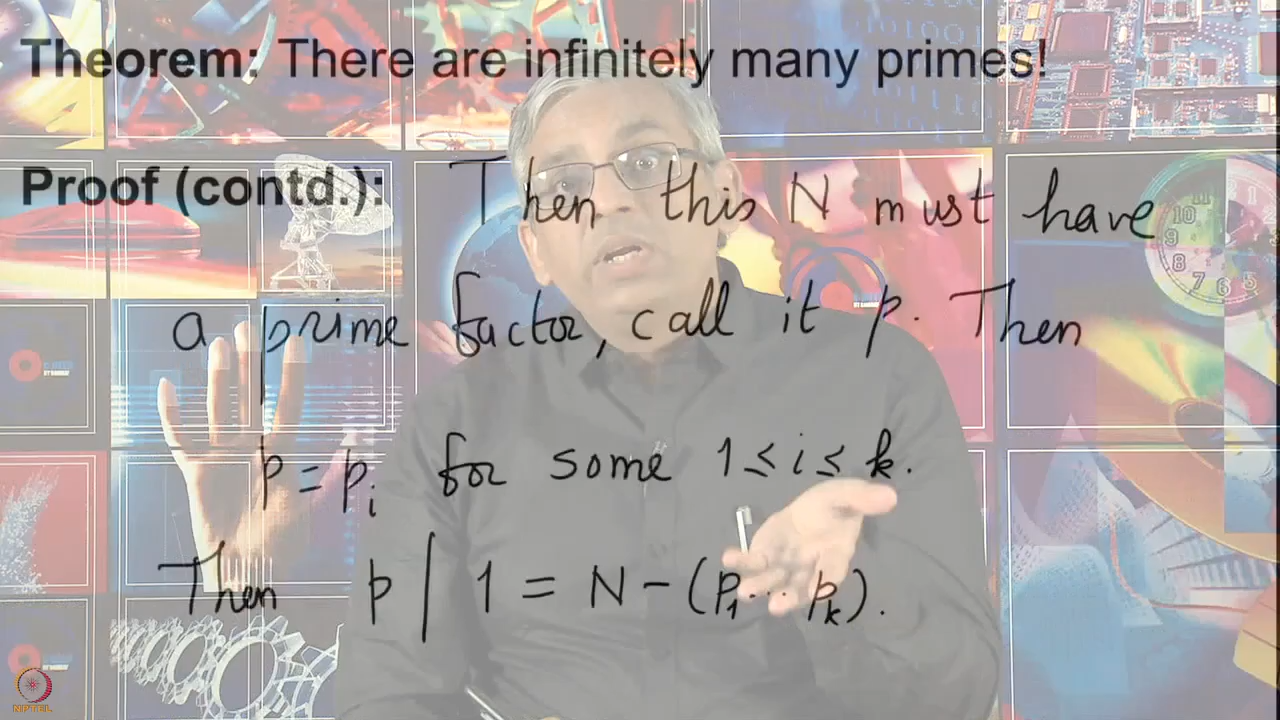 Theorem: There are infinitely many primes!
Proof (contd.): Then this N must have
a prime factor, call it p. Then
p = pᵢ for some 1 ≤ i ≤ k.
Then p | 1 = N - (p₁ ... pₖ).
NPTEL